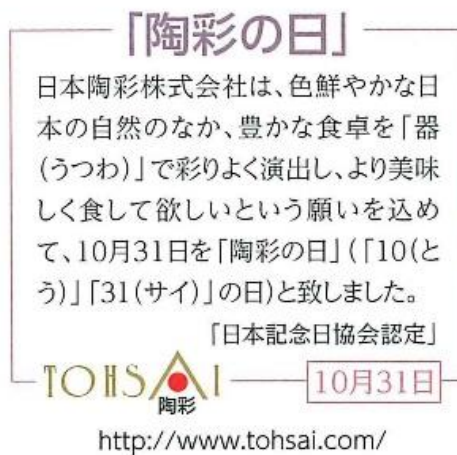 「陶彩の日」
日本陶彩株式会社は、色鮮やかな日
本の自然のなか、豊かな食卓を「器
(うつわ)」で彩りよく演出し、より美味
しく食して欲しいという願いを込め
て、10月31日を「陶彩の日」(「10(と
う)」「31(サイ)」の日)と致しました。
「日本記念日協会認定」
TOHSAI
陶彩
10月31日
http://www.tohsai.com/